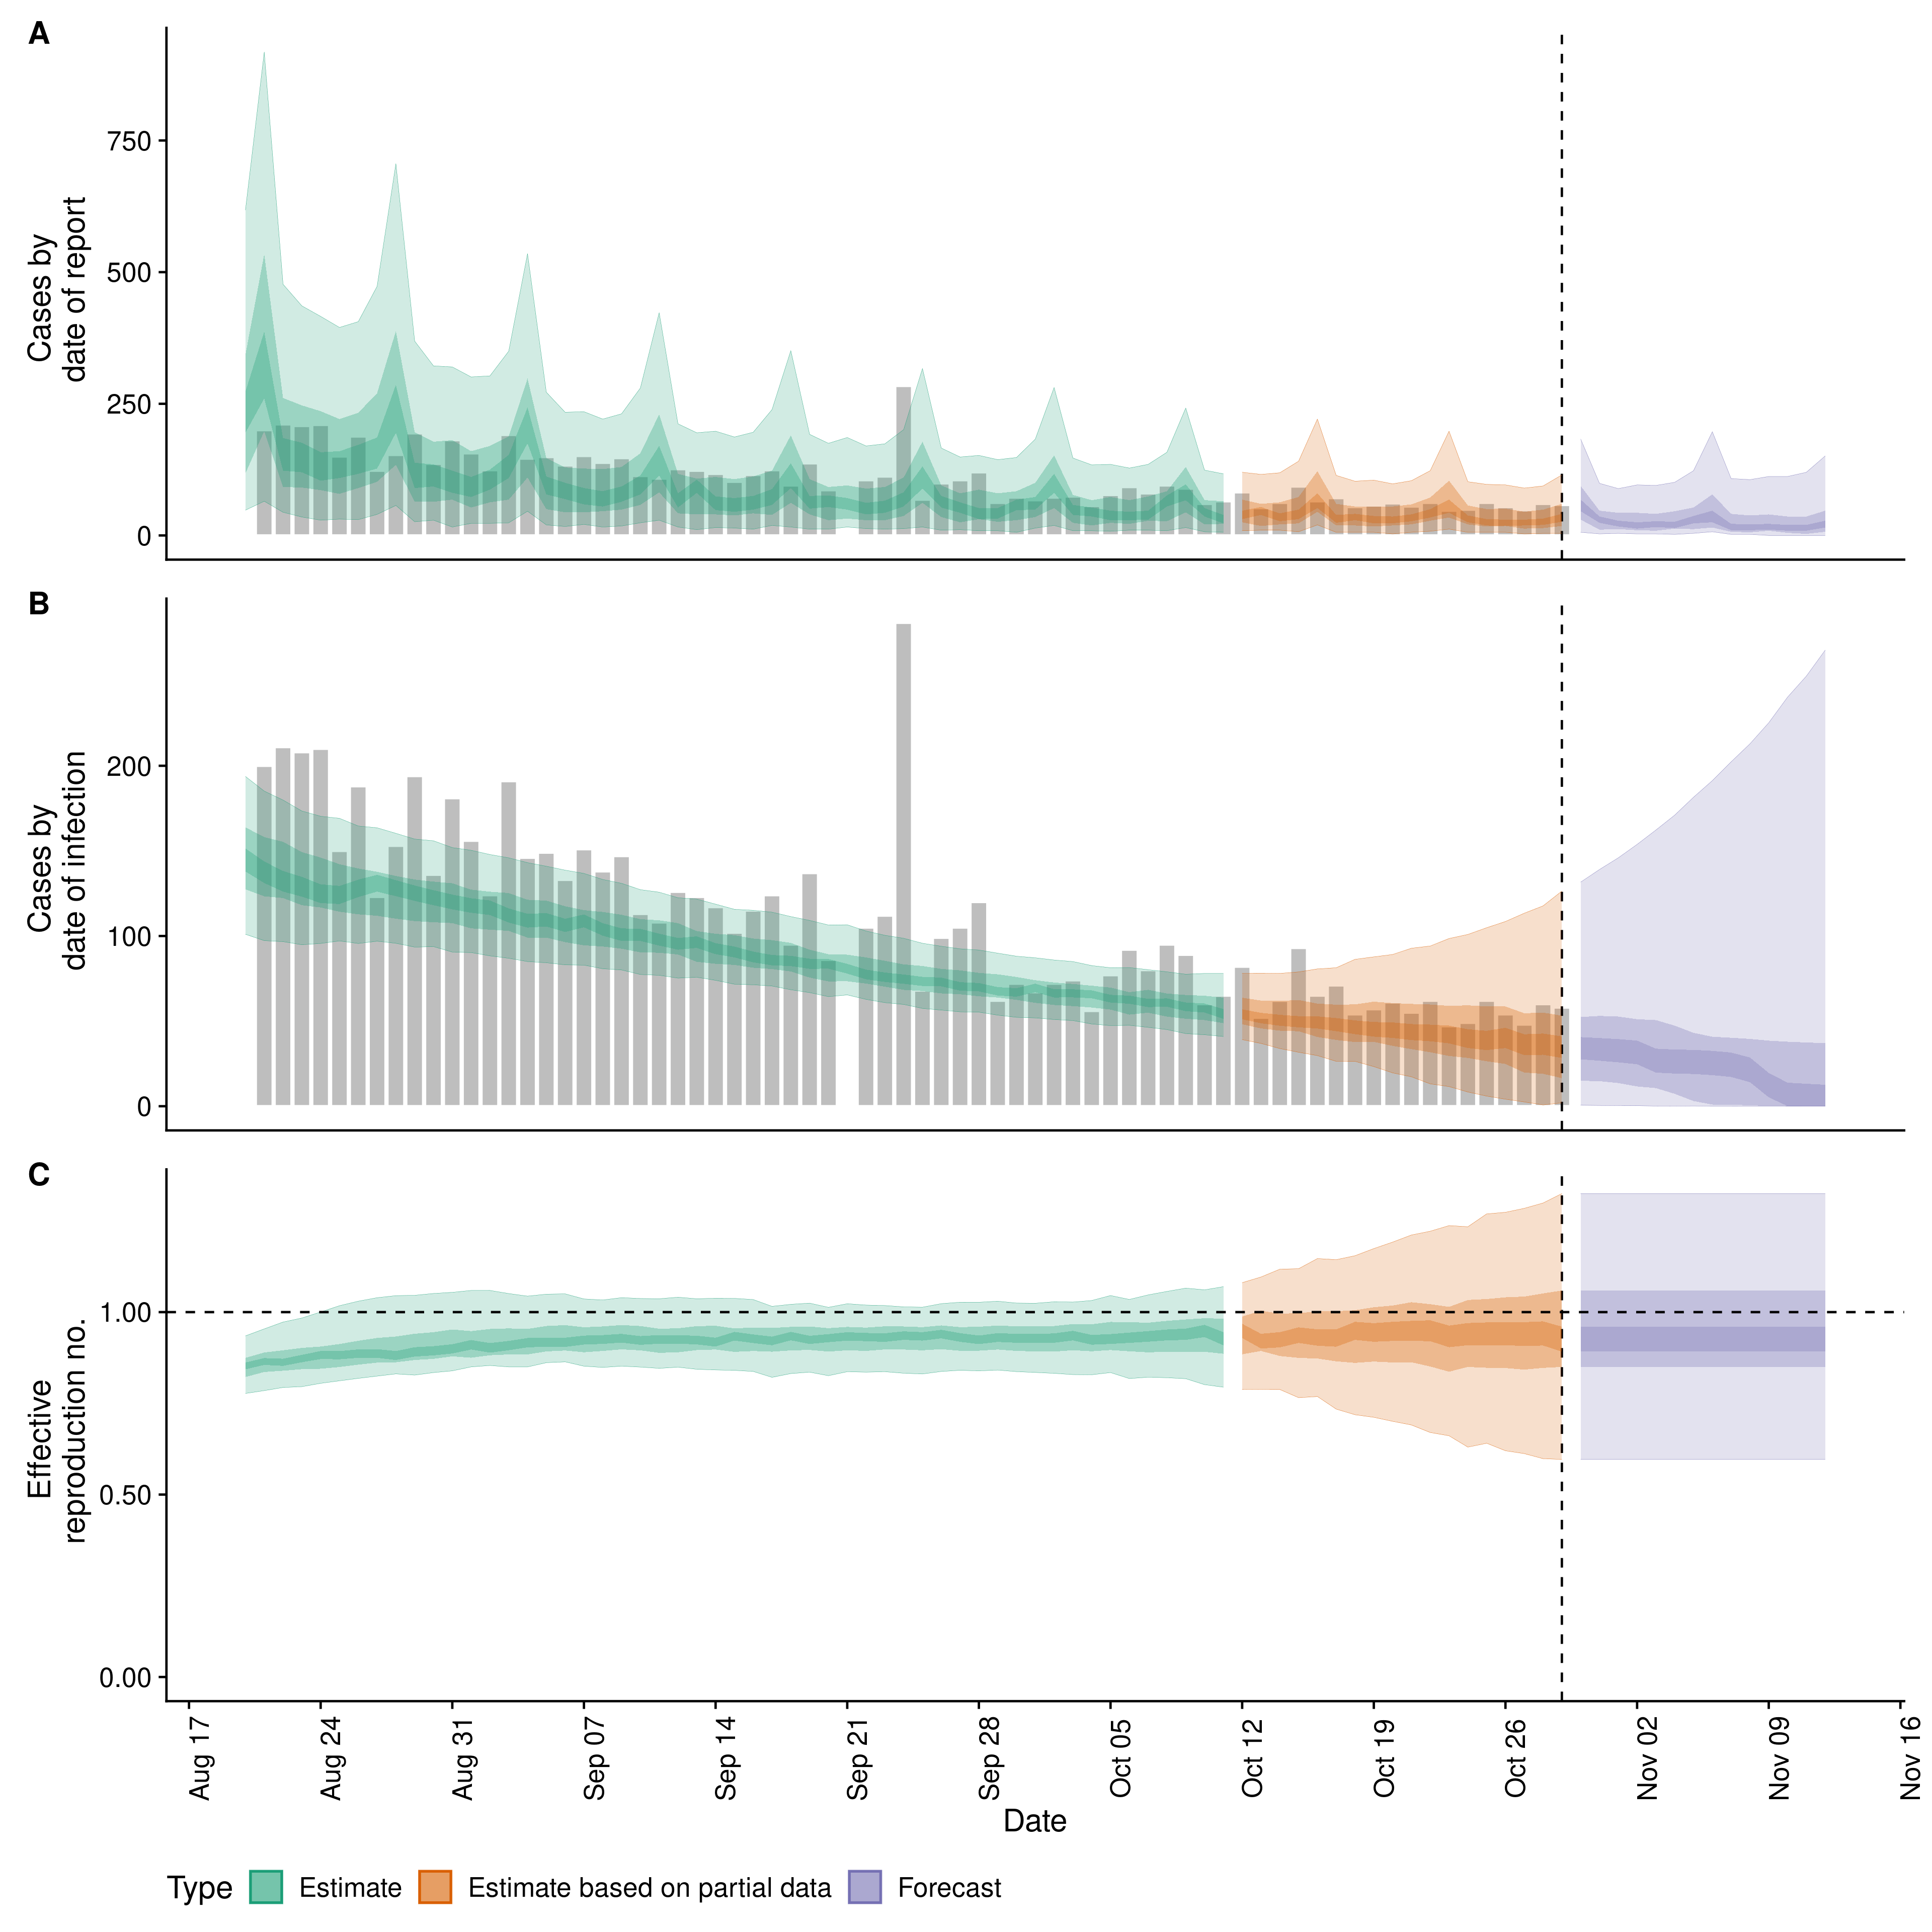 A
Cases by
date of report
750
500
250
0
B
Cases by
date of infection
200
100
0
C
Effective
reproduction no.
1.00
0.50
0.00
Aug 17
Aug 24
Aug 31
Sep 07
Sep 14
Sep 21
Sep 28
Oct 05
Oct 12
Oct 19
Oct 26
Nov 02
Nov 09
Nov 16
Date
Type Estimate Estimate based on partial data Forecast